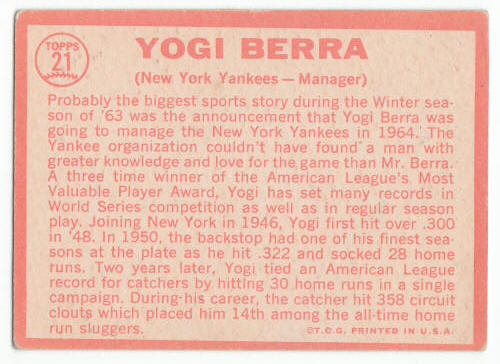 TOPPS
21
YOGI BERRA
(New York Yankees — Manager)
Probably the biggest sports story during the Winter sea-
son of '63 was the announcement that Yogi Berra was
going to manage the New York Yankees in 1964. The
Yankee organization couldn't have found a man with
greater knowledge and love for the game than Mr. Berra.
A three time winner of the American League's Most
Valuable Player Award, Yogi has set many records in
World Series competition as well as in regular season
play. Joining New York in 1946, Yogi first hit over .300
in '48. In 1950, the backstop had one of his finest sea-
sons at the plate as he hit .322 and socked 28 home
runs. Two years later, Yogi tied an American League
record for catchers by hitting 30 home runs in a single
campaign. During his career, the catcher hit 358 circuit
clouts which placed him 14th among the all-time home
run sluggers.
©T.C.G. PRINTED IN U.S.A.